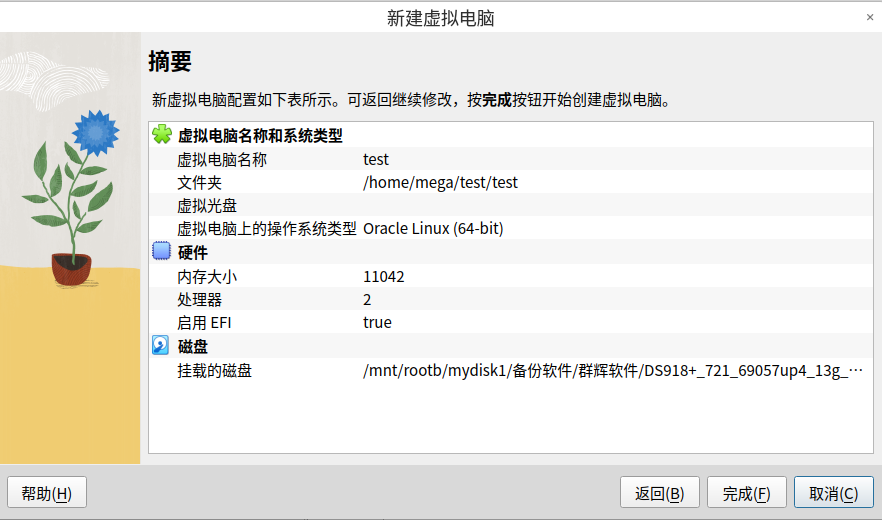 新建虚拟电脑
×
摘要
新虚拟电脑配置如下表所示。可返回继续修改，按完成按钮开始创建虚拟电脑。
虚拟电脑名称和系统类型
虚拟电脑名称 test
文件夹 /home/mega/test/test
虚拟光盘
虚拟电脑上的操作系统类型 Oracle Linux (64-bit)
硬件
内存大小 11042
处理器 2
启用 EFI true
磁盘
挂载的磁盘 /mnt/rootb/mydisk1/备份软件/群辉软件/DS918+_721_69057up4_13g_…
帮助(H) 返回(B) 完成(F) 取消(C)